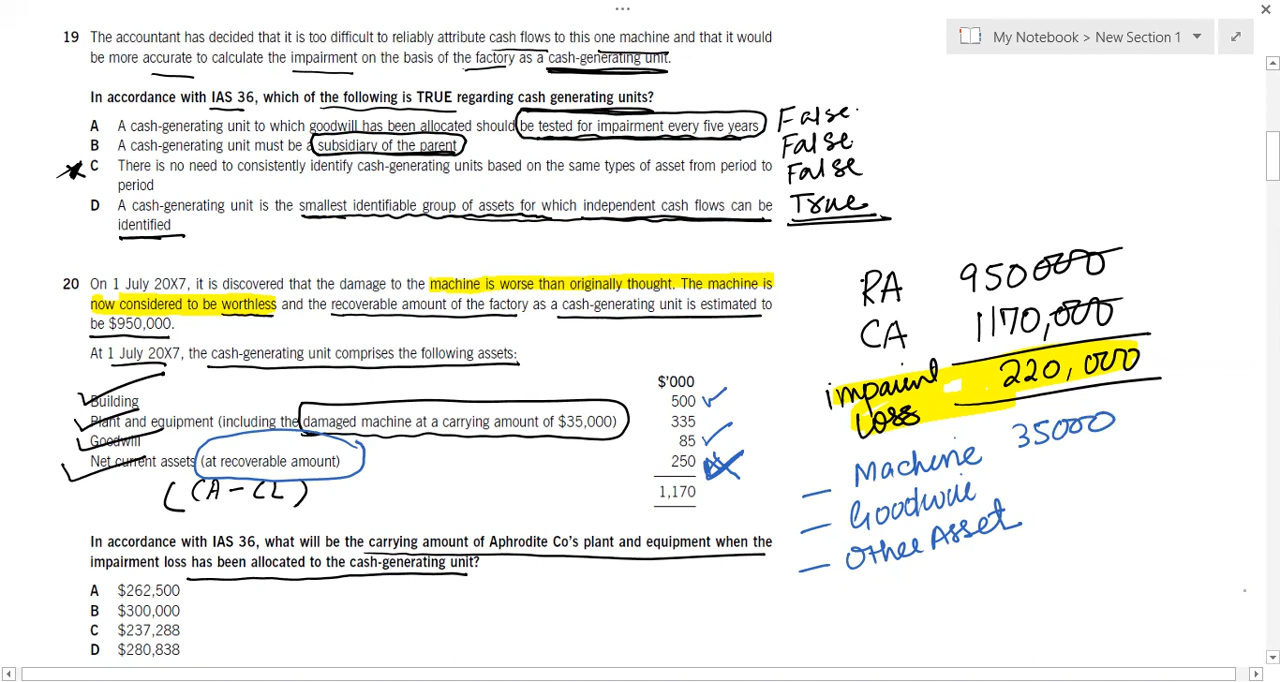 My Notebook > New Section 1
19 The accountant has decided that it is too difficult to reliably attribute cash flows to this one machine and that it would
be more accurate to calculate the impairment on the basis of the factory as a cash-generating unit.
In accordance with IAS 36, which of the following is TRUE regarding cash generating units?
A A cash-generating unit to which goodwill has been allocated should be tested for impairment every five years False.
B A cash-generating unit must be a subsidiary of the parent False.
C There is no need to consistently identify cash-generating units based on the same types of asset from period to False
period
D A cash-generating unit is the smallest identifiable group of assets for which independent cash flows can be True
identified
20 On 1 July 20X7, it is discovered that the damage to the machine is worse than originally thought. The machine is
now considered to be worthless and the recoverable amount of the factory as a cash-generating unit is estimated to
be $950,000.
At 1 July 20X7, the cash-generating unit comprises the following assets:
$'000
Building 500
Plant and equipment (including the damaged machine at a carrying amount of $35,000) 335
Goodwill 85
Net current assets (at recoverable amount) 250
(CA - CL)
1,170
RA 950000
CA 1170,000
impairent 220,000
Loss
— Machine 35000
— Goodwill
— Other Asset
In accordance with IAS 36, what will be the carrying amount of Aphrodite Co's plant and equipment when the
impairment loss has been allocated to the cash-generating unit?
A $262,500
B $300,000
C $237,288
D $280,838